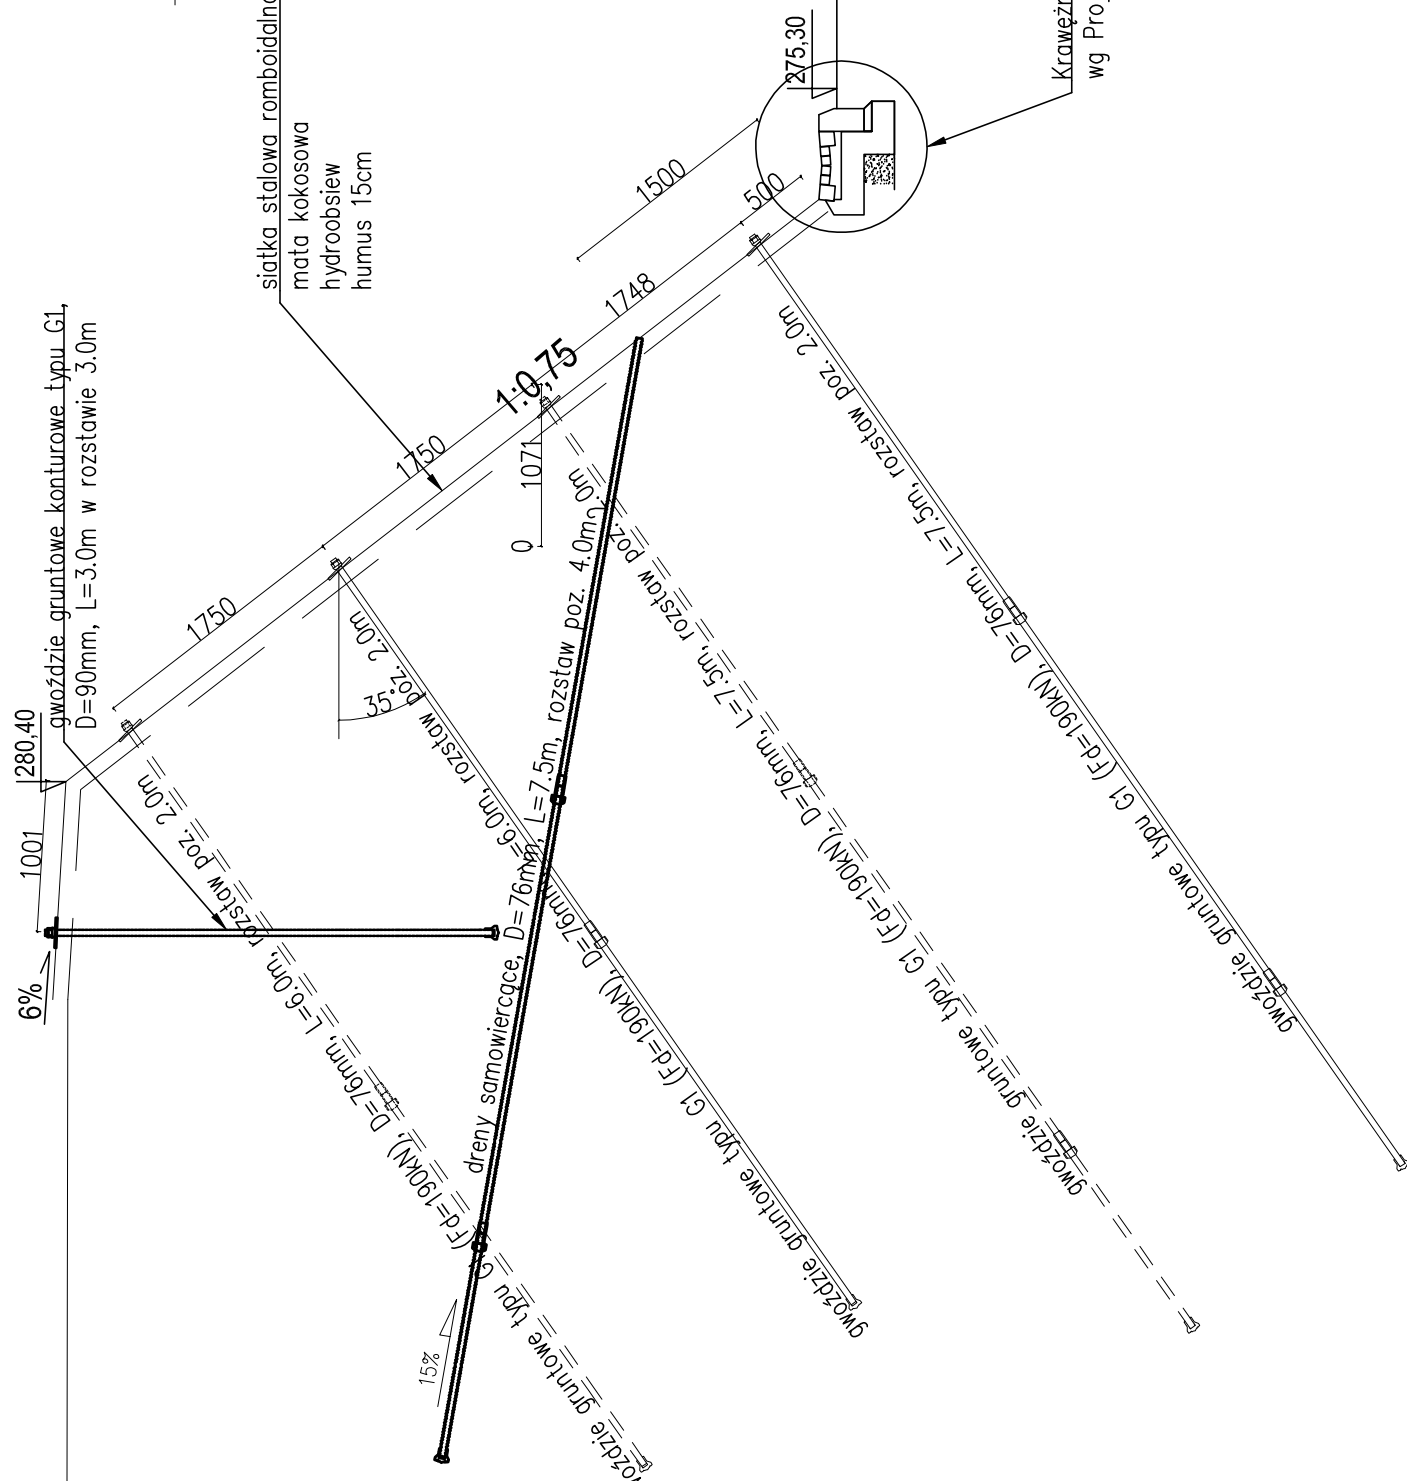 gwoździe gruntowe konturowe typu G1,
D=90mm, L=3.0m w rozstawie 3.0m
siatka stalowa romboidalna
mata kokosowa
hydroobsiew
humus 15cm
wg
275,30
280,40
1001
6%
1750
1750
1748
500
1500
1:0,75
1071
0
35°
15%
gruntowe typu G1 (Fd=190kN), D=76mm, L=6.0m, rozstaw poz. 2.0m
gwoździe gruntowe typu G1 (Fd=190kN), D=76mm, L=6.0m, rozstaw poz. 2.0m
dreny samowiercące, D=76mm, L=7.5m, rozstaw poz. 4.0m
gwoździe gruntowe typu G1 (Fd=190kN), D=76mm, L=7.5m, rozstaw poz. 2.0m
gwoździe gruntowe typu G1 (Fd=190kN), D=76mm, L=7.5m, rozstaw poz. 2.0m